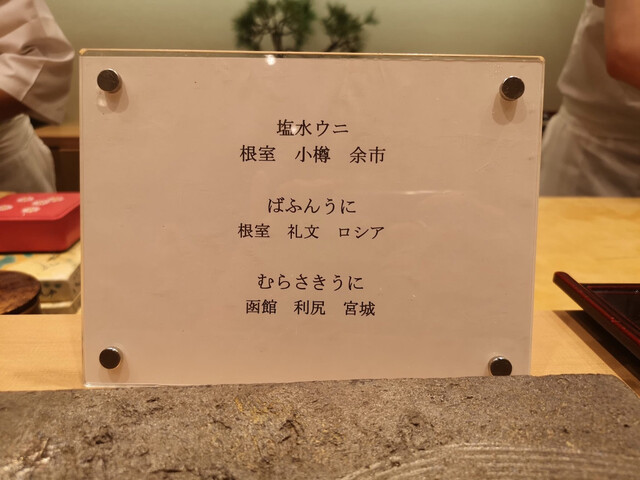 塩水ウニ
根室　小樽　余市
ばふんうに
根室　礼文　ロシア
むらさきうに
函館　利尻　宮城